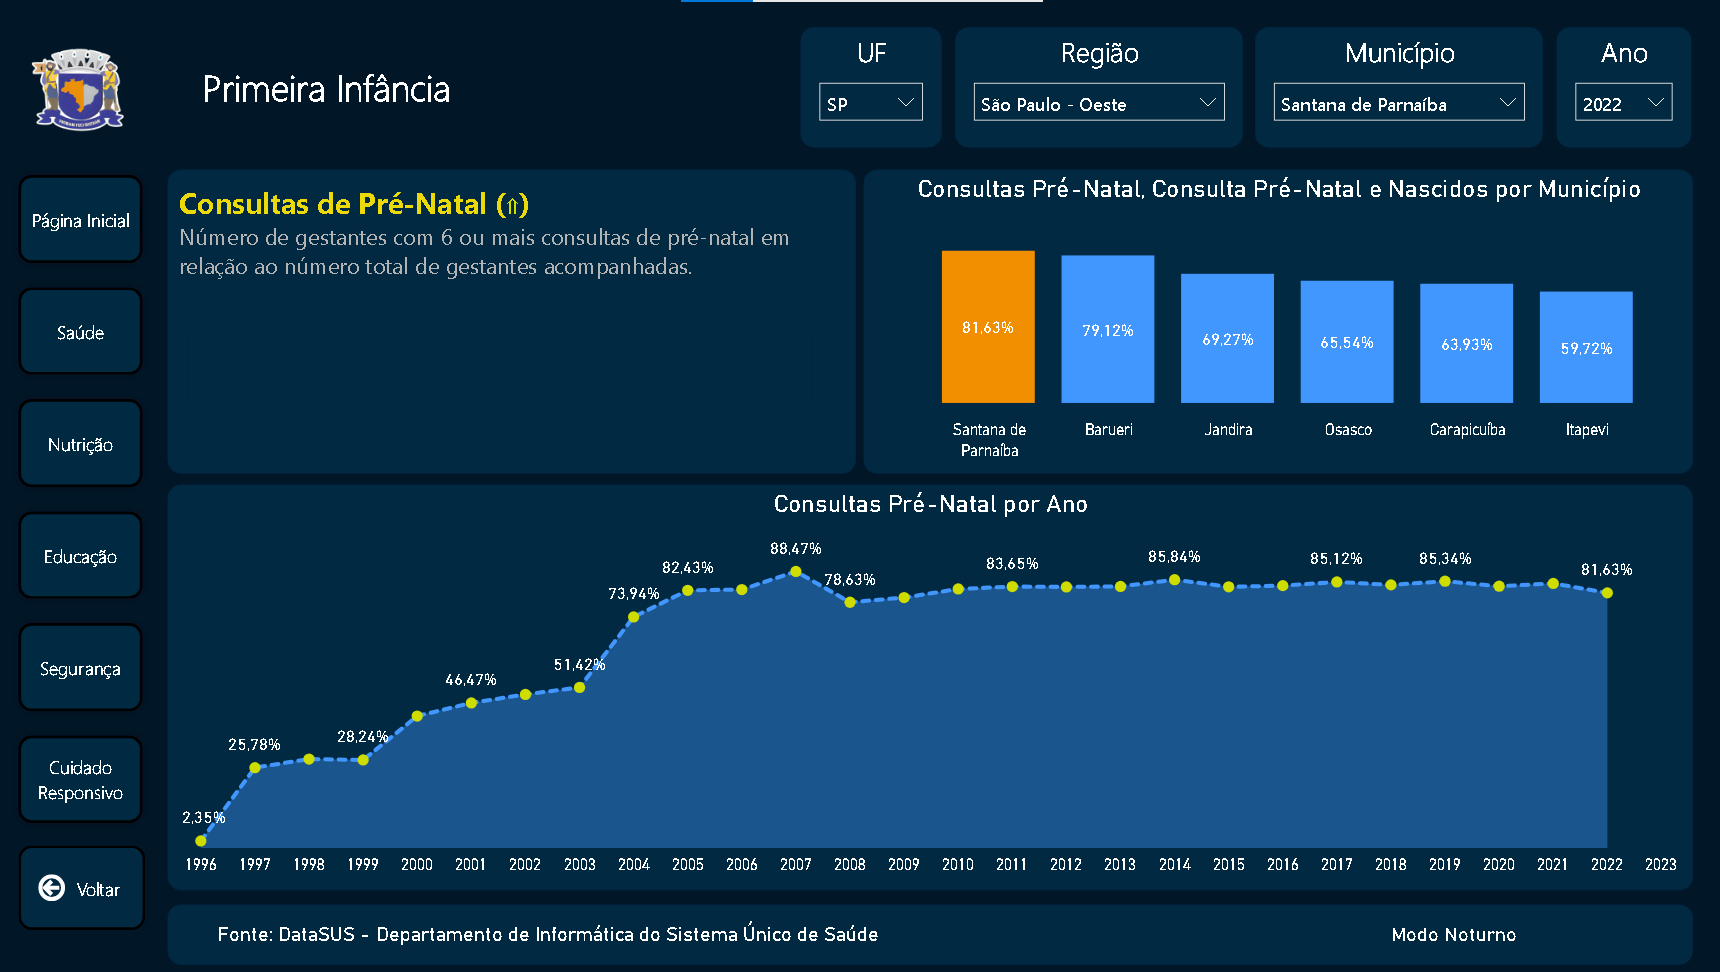 Primeira Infância
UF
SP
Região
São Paulo - Oeste
Município
Santana de Parnaíba
Ano
2022
Página Inicial
Saúde
Nutrição
Educação
Segurança
Cuidado
Responsivo
Voltar
Consultas de Pré-Natal (⇧)
Número de gestantes com 6 ou mais consultas de pré-natal em
relação ao número total de gestantes acompanhadas.
Consultas Pré-Natal, Consulta Pré-Natal e Nascidos por Município
81,63%
79,12%
69,27%
65,54%
63,93%
59,72%
Santana de
Parnaíba
Barueri
Jandira
Osasco
Carapicuíba
Itapevi
Consultas Pré-Natal por Ano
2,35%
25,78%
28,24%
46,47%
51,42%
73,94%
82,43%
88,47%
78,63%
83,65%
85,84%
85,12%
85,34%
81,63%
1996 1997 1998 1999 2000 2001 2002 2003 2004 2005 2006 2007 2008 2009 2010 2011 2012 2013 2014 2015 2016 2017 2018 2019 2020 2021 2022 2023
Fonte: DataSUS - Departamento de Informática do Sistema Único de Saúde
Modo Noturno